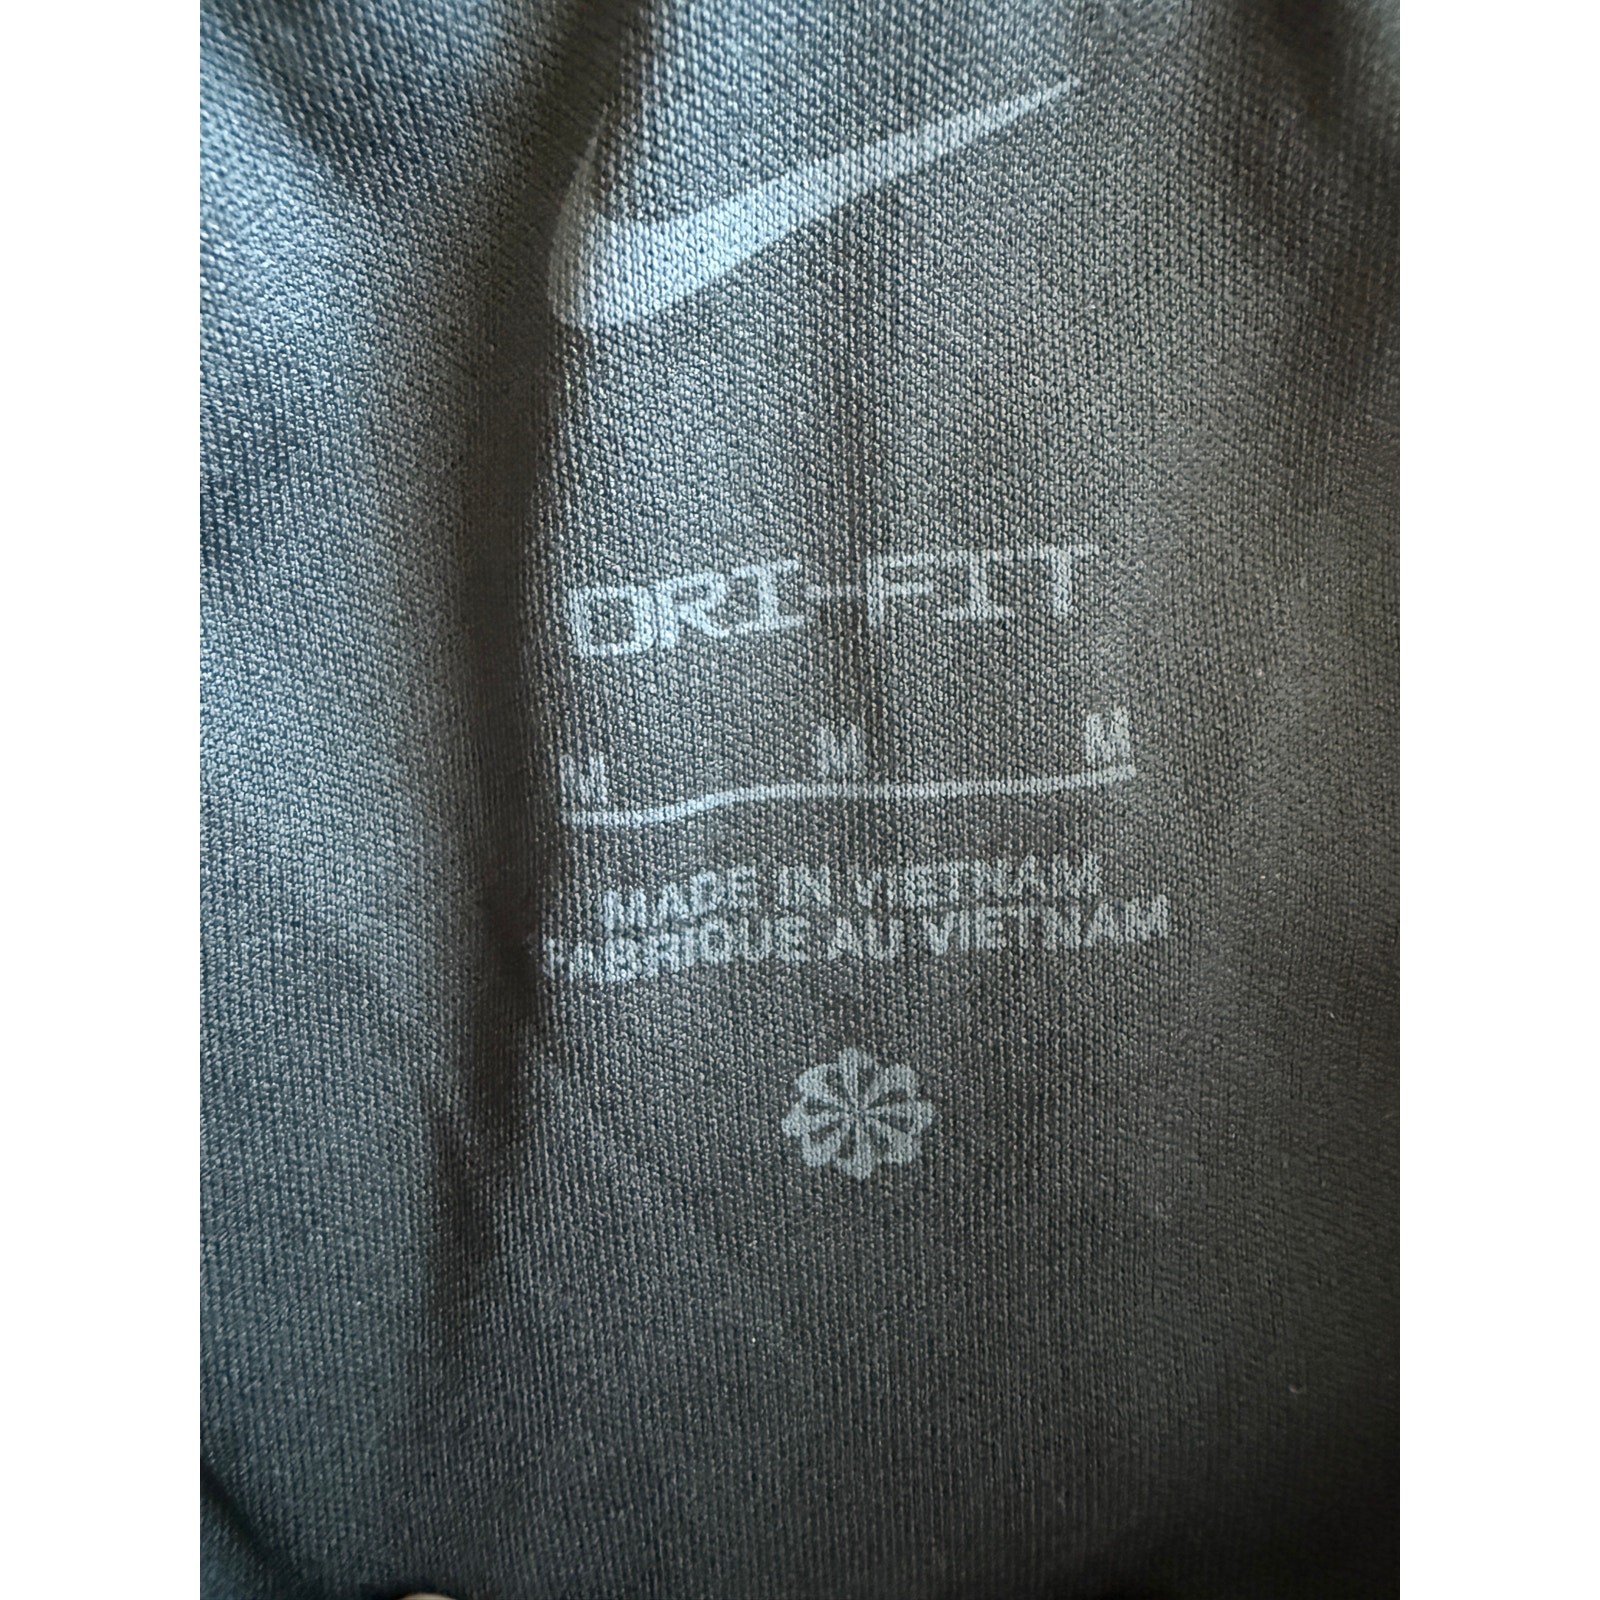 DRI-FIT
M M M
MADE IN VIETNAM
FABRIQUE AU VIETNAM